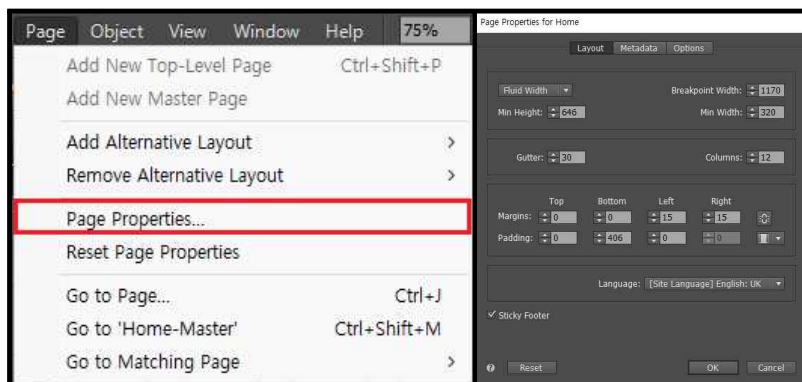 Page Object View Window Help 75%
Add New Top-Level Page Ctrl+Shift+P
Add New Master Page
Add Alternative Layout >
Remove Alternative Layout >
Page Properties...
Reset Page Properties
Go to Page... Ctrl+J
Go to 'Home-Master' Ctrl+Shift+M
Go to Matching Page >
Page Properties for Home
Layout Metadata Options
Fluid Width Breakpoint Width: 1170
Min Height: 646 Min Width: 320
Gutter: 30 Columns: 12
Top Bottom Left Right
Margins: 0 0 15 15
Padding: 0 406 0 0
Language: [Site Language] English: UK
Sticky Footer
Reset OK Cancel